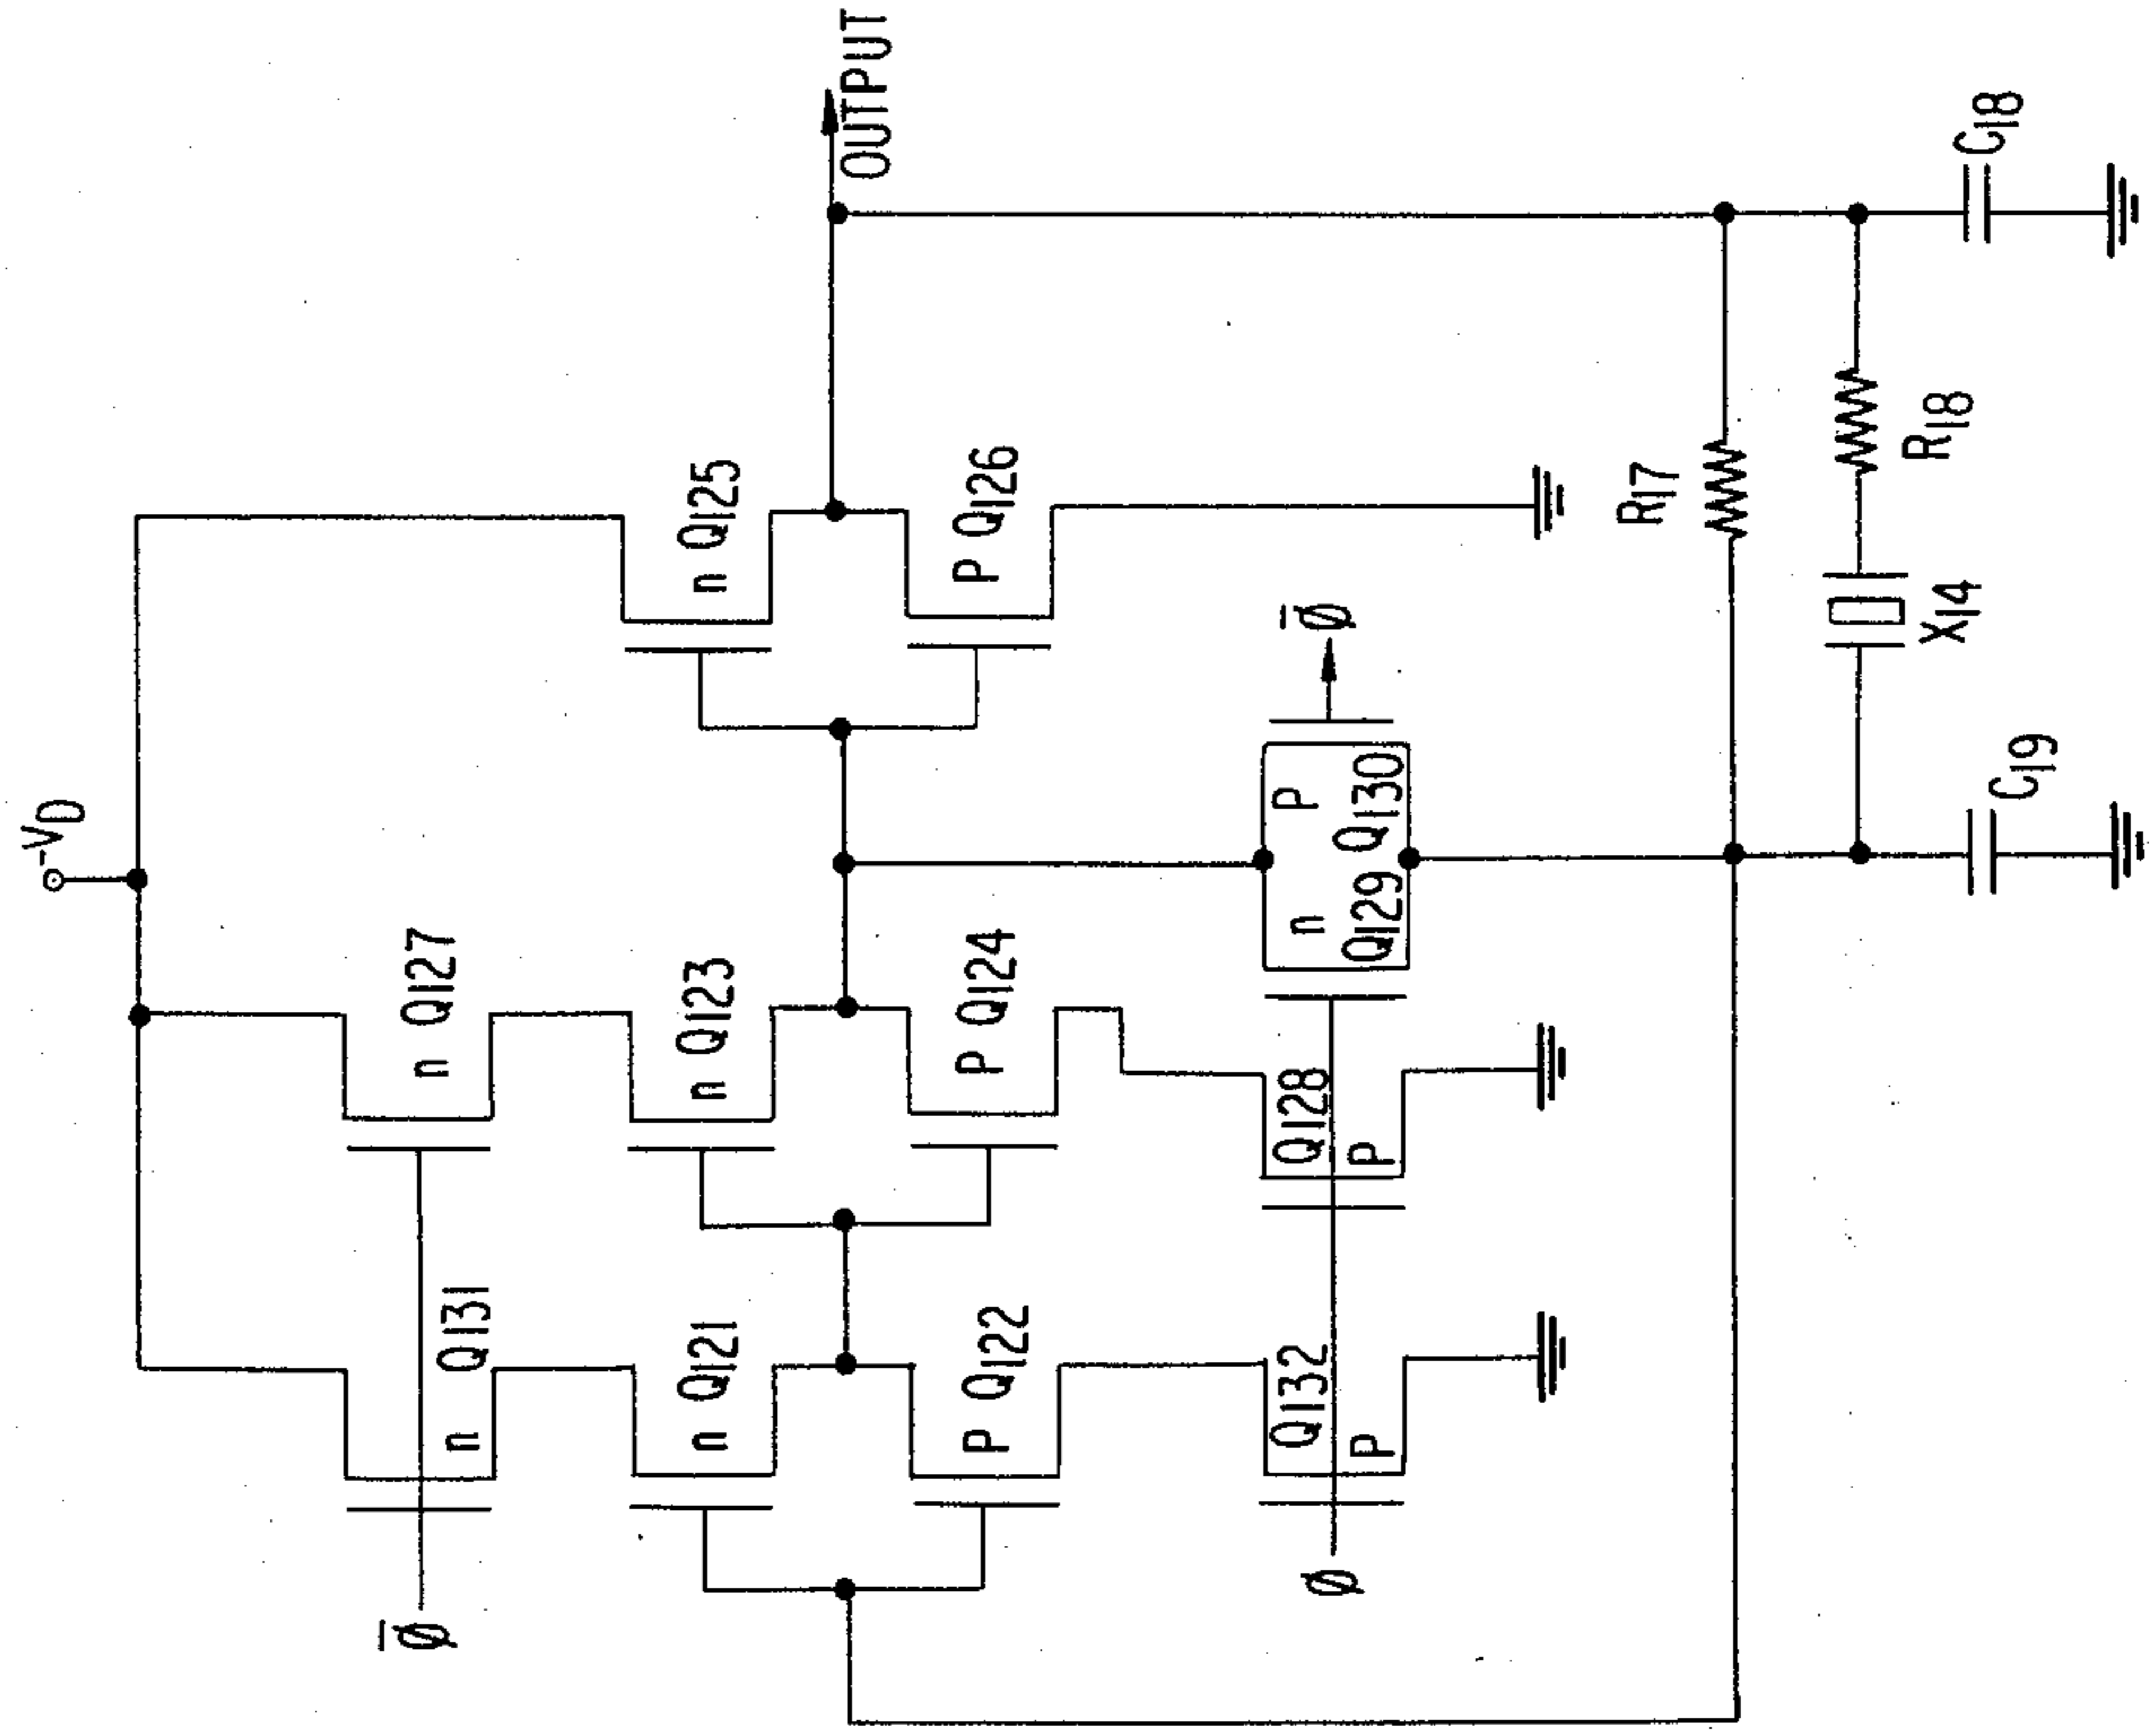 -VD
n Q125
OUTPUT
n Q127
P Q126
n Q123
Q131
n
P Q124
n Q121
P
Q130
Φ̅
n
Q129
R17
P Q122
Q128
P
R18
Q132
P
X14
C18
C19
Φ̅
Φ